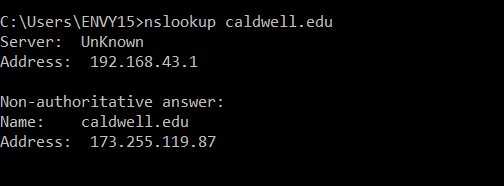 C:\Users\ENVY15>nslookup caldwell.edu
Server:  UnKnown
Address:  192.168.43.1

Non-authoritative answer:
Name:    caldwell.edu
Address:  173.255.119.87